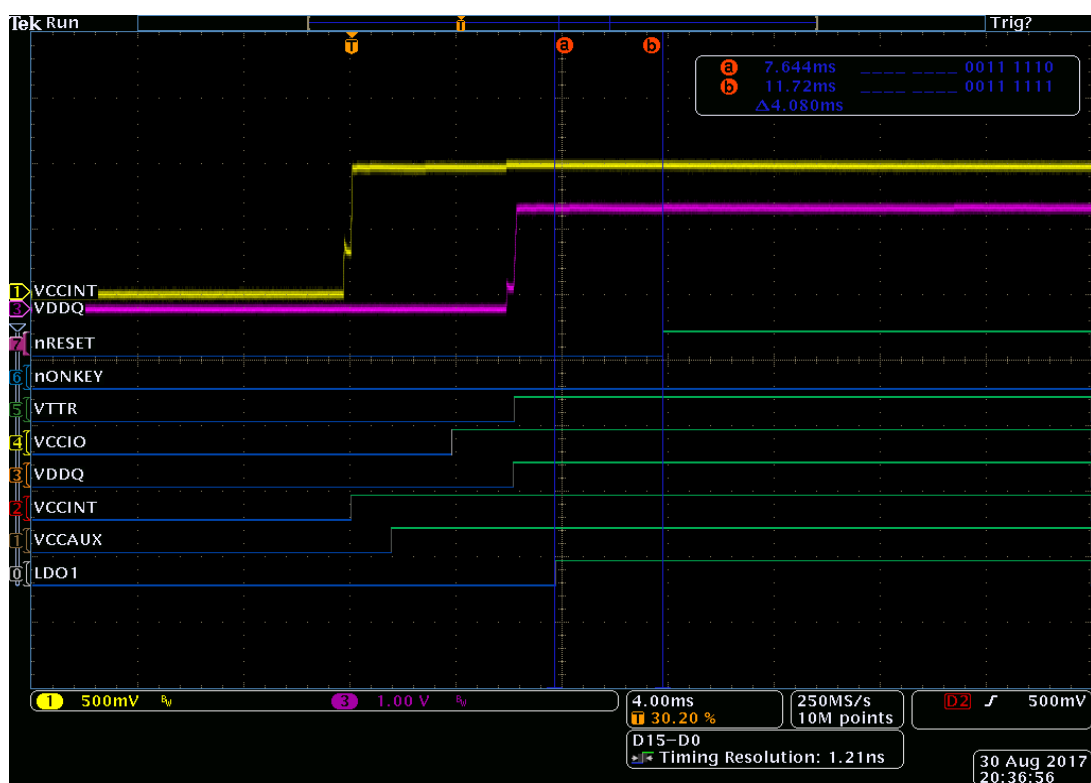 Tek Run Trig?
T
T a b
a 7.644ms ____ ____ 0011 1110
b 11.72ms ____ ____ 0011 1111
Δ4.080ms
1 VCCINT
3 VDDQ
7 nRESET
6 nONKEY
5 VTTR
4 VCCIO
3 VDDQ
2 VCCINT
1 VCCAUX
0 LDO1
1 500mV BW 3 1.00 V BW 4.00ms 250MS/s D2 500mV
T 30.20 % 10M points
D15-D0
Timing Resolution: 1.21ns
30 Aug 2017
20:36:56